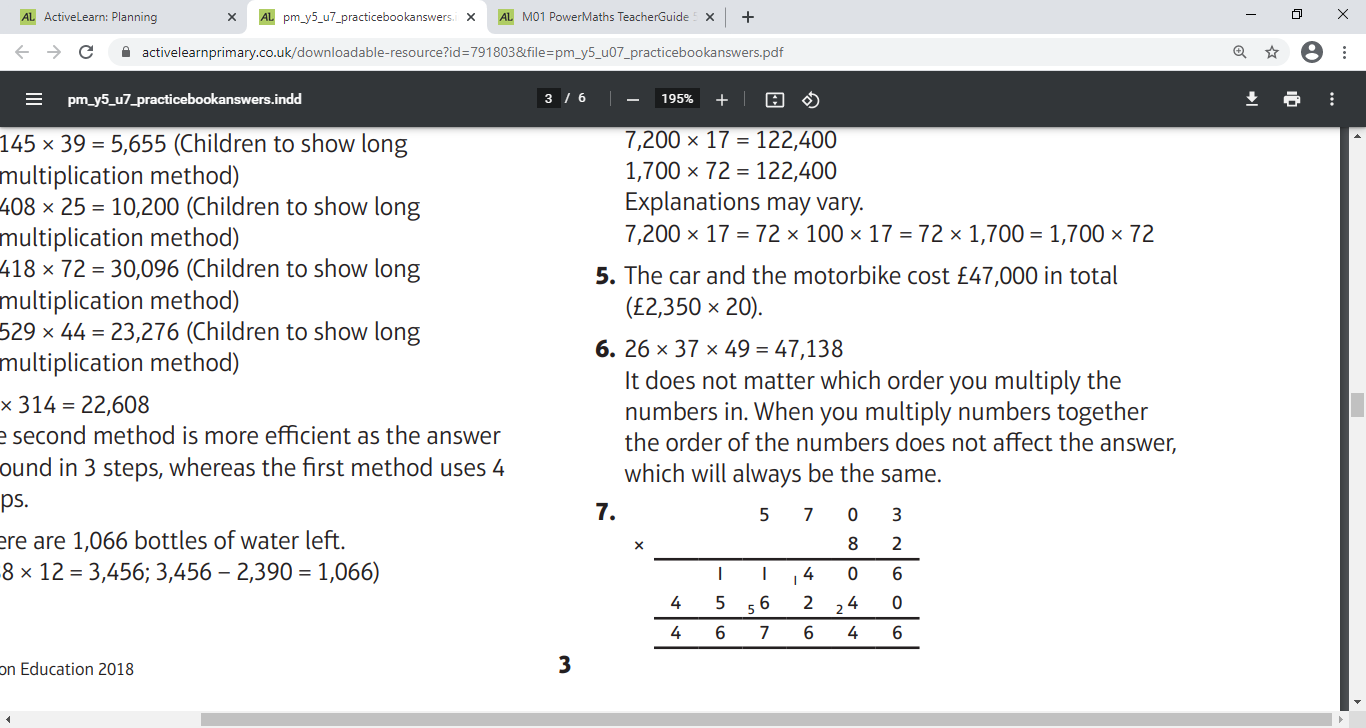 ActiveLearn: Planning
pm_y5_u7_practicebookanswers.
M01 PowerMaths TeacherGuide 5
activelearnprimary.co.uk/downloadable-resource?id=791803&file=pm_y5_u07_practicebookanswers.pdf
pm_y5_u7_practicebookanswers.indd
3 / 6
195%
145 × 39 = 5,655 (Children to show long
multiplication method)
408 × 25 = 10,200 (Children to show long
multiplication method)
418 × 72 = 30,096 (Children to show long
multiplication method)
529 × 44 = 23,276 (Children to show long
multiplication method)
× 314 = 22,608
e second method is more efficient as the answer
ound in 3 steps, whereas the first method uses 4
ps.
ere are 1,066 bottles of water left.
8 × 12 = 3,456; 3,456 – 2,390 = 1,066)
on Education 2018
3
7,200 × 17 = 122,400
1,700 × 72 = 122,400
Explanations may vary.
7,200 × 17 = 72 × 100 × 17 = 72 × 1,700 = 1,700 × 72
5. The car and the motorbike cost £47,000 in total
(£2,350 × 20).
6. 26 × 37 × 49 = 47,138
It does not matter which order you multiply the
numbers in. When you multiply numbers together
the order of the numbers does not affect the answer,
which will always be the same.
7. 5 7 0 3
× 8 2
1 1 1 4 0 6
4 5 5 6 2 2 4 0
4 6 7 6 4 6